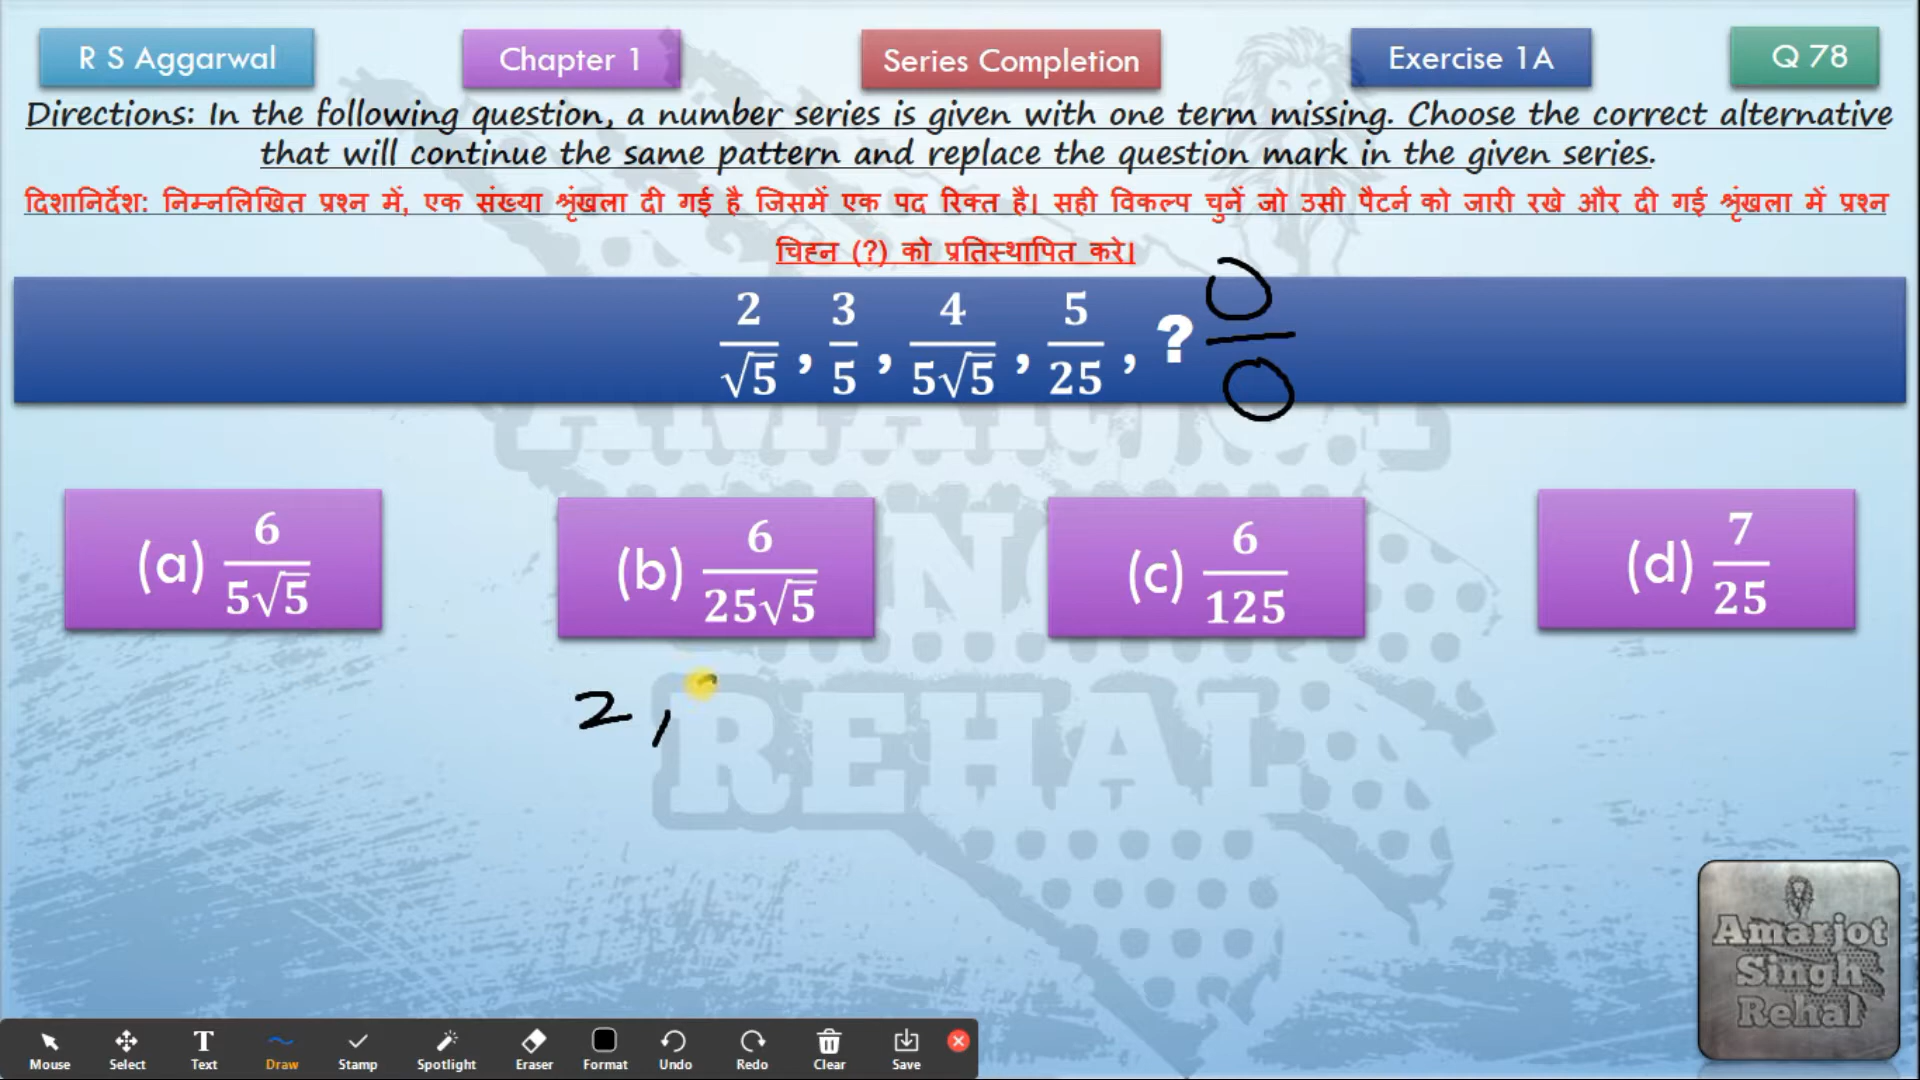 R S Aggarwal
Chapter 1
Series Completion
Exercise 1A
Q 78
Directions: In the following question, a number series is given with one term missing. Choose the correct alternative
that will continue the same pattern and replace the question mark in the given series.
दिशानिर्देश: निम्नलिखित प्रश्न में, एक संख्या श्रृंखला दी गई है जिसमें एक पद रिक्त है। सही विकल्प चुनें जो उसी पैटर्न को जारी रखे और दी गई श्रृंखला में प्रश्न
चिह्न (?) को प्रतिस्थापित करे।
2/√5, 3/5, 4/(5√5), 5/25, ?
(a) 6/(5√5)
(b) 6/(25√5)
(c) 6/125
(d) 7/25
2 ,
REHAL
Amarjot
Singh
Rehal
Mouse
Select
Text
Draw
Stamp
Spotlight
Eraser
Format
Undo
Redo
Clear
Save